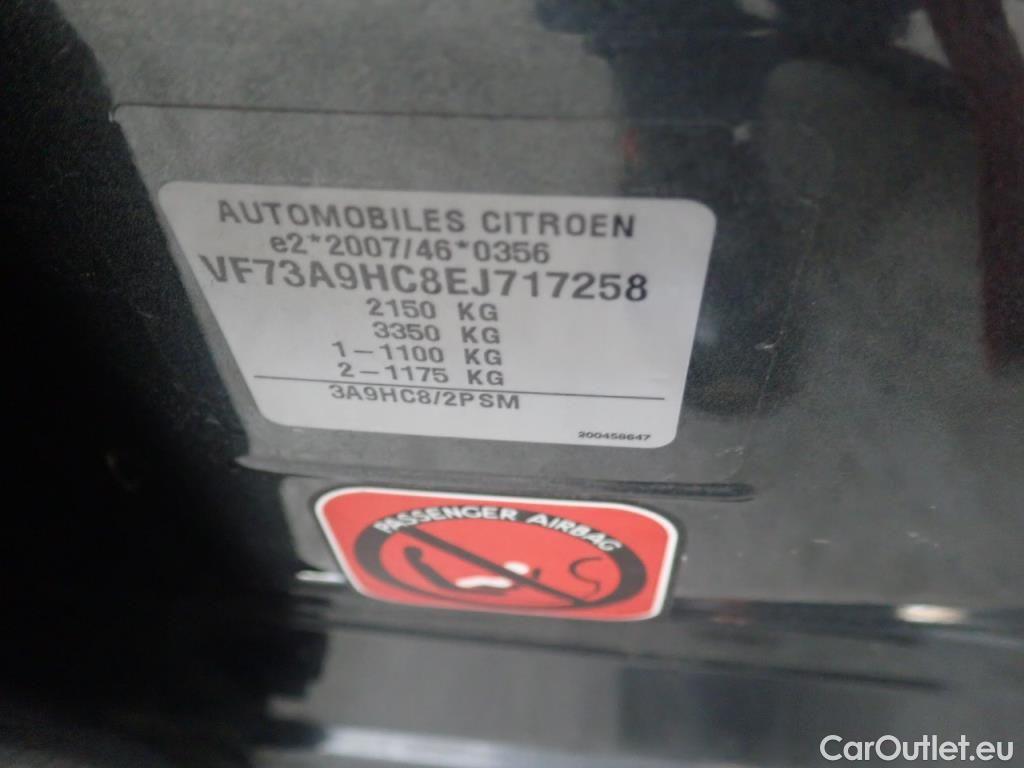 AUTOMOBILES CITROEN
e2*2007/46*0356
VF73A9HC8EJ717258
2150 KG
3350 KG
1-1100 KG
2-1175 KG
3A9HC8/2PSM
200458647
PASSENGER AIRBAG
CarOutlet.eu